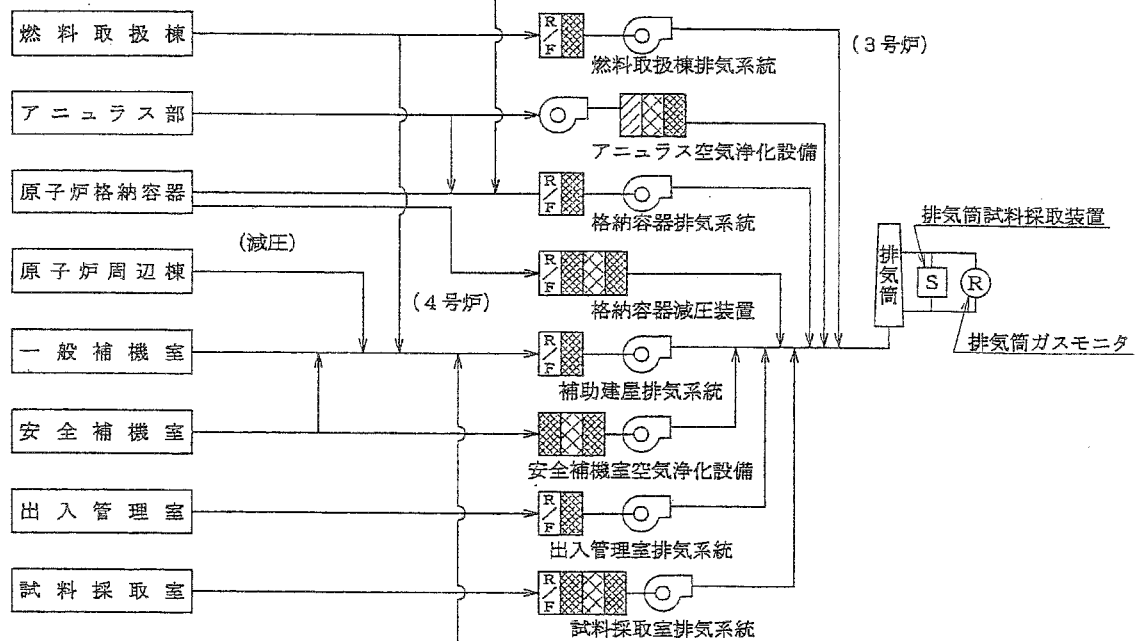 燃料取扱棟
R/F
燃料取扱棟排気系統
(3号炉)
アニュラス部
アニュラス空気浄化設備
原子炉格納容器
R/F
格納容器排気系統
(減圧)
原子炉周辺棟
R/F
格納容器減圧装置
(4号炉)
排気筒
排気筒試料採取装置
S
R
排気筒ガスモニタ
一般補機室
R/F
補助建屋排気系統
安全補機室
安全補機室空気浄化設備
出入管理室
R/F
出入管理室排気系統
試料採取室
R/F
試料採取室排気系統